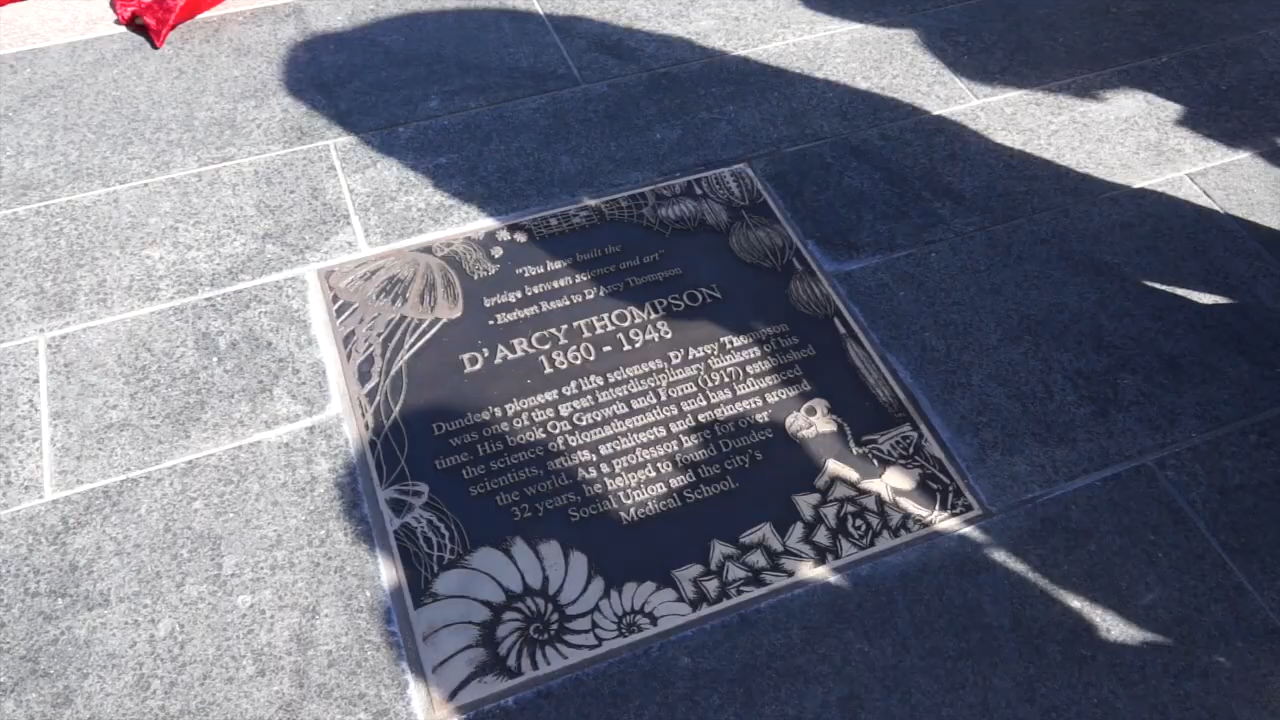 "You have built the
bridge between science and art"
- Herbert Read to D'Arcy Thompson
D'ARCY THOMPSON
1860 - 1948
Dundee's pioneer of life sciences, D'Arcy Thompson
was one of the great interdisciplinary thinkers of his
time. His book On Growth and Form (1917) established
the science of biomathematics and has influenced
scientists, artists, architects and engineers around
the world. As a professor here for over
32 years, he helped to found Dundee
Social Union and the city's
Medical School.